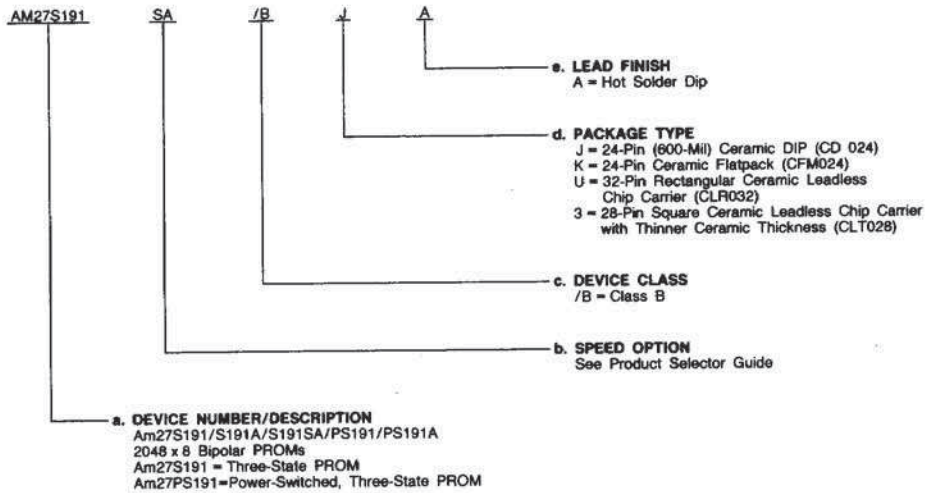 AM27S191 SA /B J A
e. LEAD FINISH
A = Hot Solder Dip
d. PACKAGE TYPE
J = 24-Pin (600-Mil) Ceramic DIP (CD 024)
K = 24-Pin Ceramic Flatpack (CFM024)
U = 32-Pin Rectangular Ceramic Leadless
Chip Carrier (CLR032)
3 = 28-Pin Square Ceramic Leadless Chip Carrier
with Thinner Ceramic Thickness (CLT028)
c. DEVICE CLASS
/B = Class B
b. SPEED OPTION
See Product Selector Guide
a. DEVICE NUMBER/DESCRIPTION
Am27S191/S191A/S191SA/PS191/PS191A
2048 x 8 Bipolar PROMs
Am27S191 = Three-State PROM
Am27PS191=Power-Switched, Three-State PROM